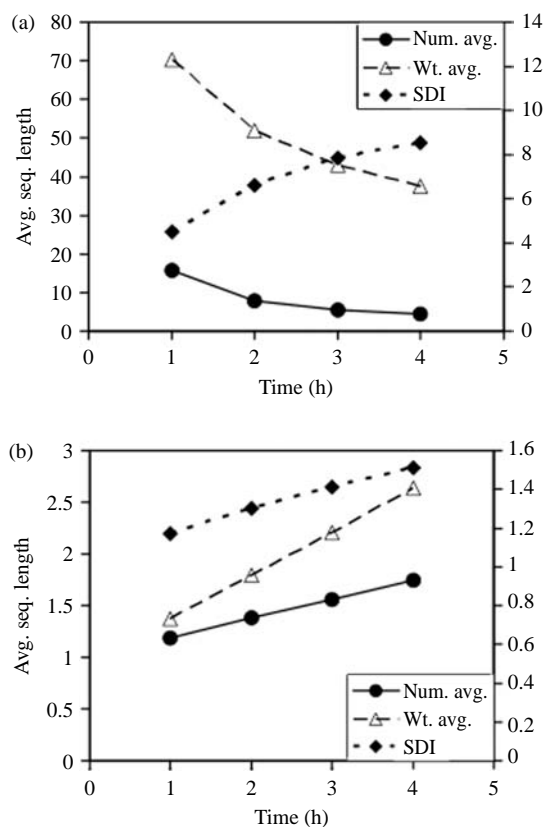 (a)
80
70
60
50
40
30
20
10
0
Avg. seq. length
14
12
10
8
6
4
2
0
Num. avg.
Wt. avg.
SDI
0 1 2 3 4 5
Time (h)
(b)
3
2.5
2
1.5
1
0.5
0
Avg. seq. length
1.6
1.4
1.2
1
0.8
0.6
0.4
0.2
0
Num. avg.
Wt. avg.
SDI
0 1 2 3 4 5
Time (h)